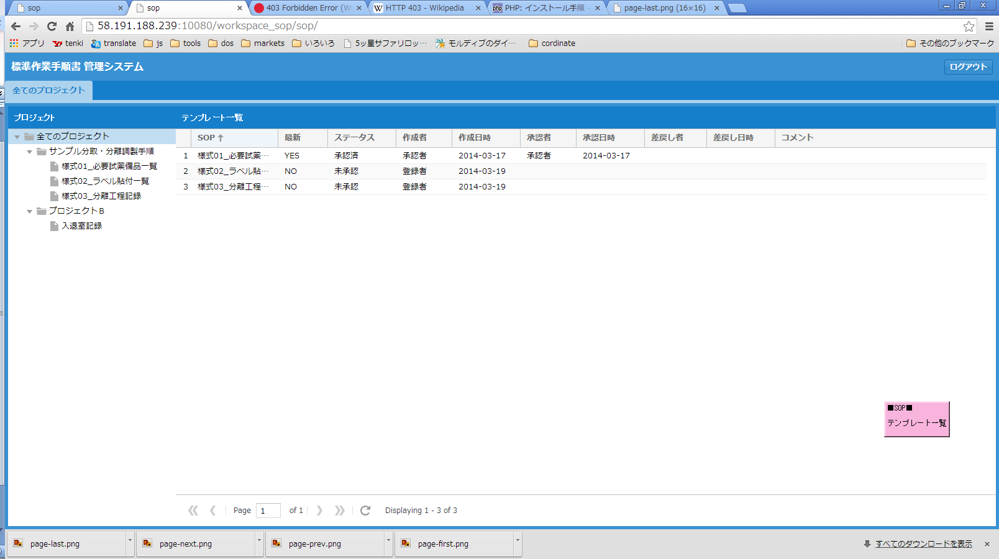 sop
sop
403 Forbidden Error (W
HTTP 403 - Wikipedia
PHP: インストール手順 -
page-last.png (16×16)
58.191.188.239:10080/workspace_sop/sop/
アプリ
tenki
translate
js
tools
dos
markets
いろいろ
5ッ星サファリロッ…
モルディブのダイ…
cordinate
その他のブックマーク
標準作業手順書 管理システム
ログアウト
全てのプロジェクト
プロジェクト
テンプレート一覧
全てのプロジェクト
サンプル分取・分離調製手順
様式01_必要試薬備品一覧
様式02_ラベル貼付一覧
様式03_分離工程記録
プロジェクトB
入退室記録
SOP 最新 ステータス 作成者 作成日時 承認者 承認日時 差戻し者 差戻し日時 コメント
1 様式01_必要試薬… YES 承認済 承認者 2014-03-17 承認者 2014-03-17
2 様式02_ラベル貼… NO 未承認 登録者 2014-03-19
3 様式03_分離工程… NO 未承認 登録者 2014-03-19
■SOP■
テンプレート一覧
Page 1 of 1
Displaying 1 - 3 of 3
page-last.png
page-next.png
page-prev.png
page-first.png
すべてのダウンロードを表示